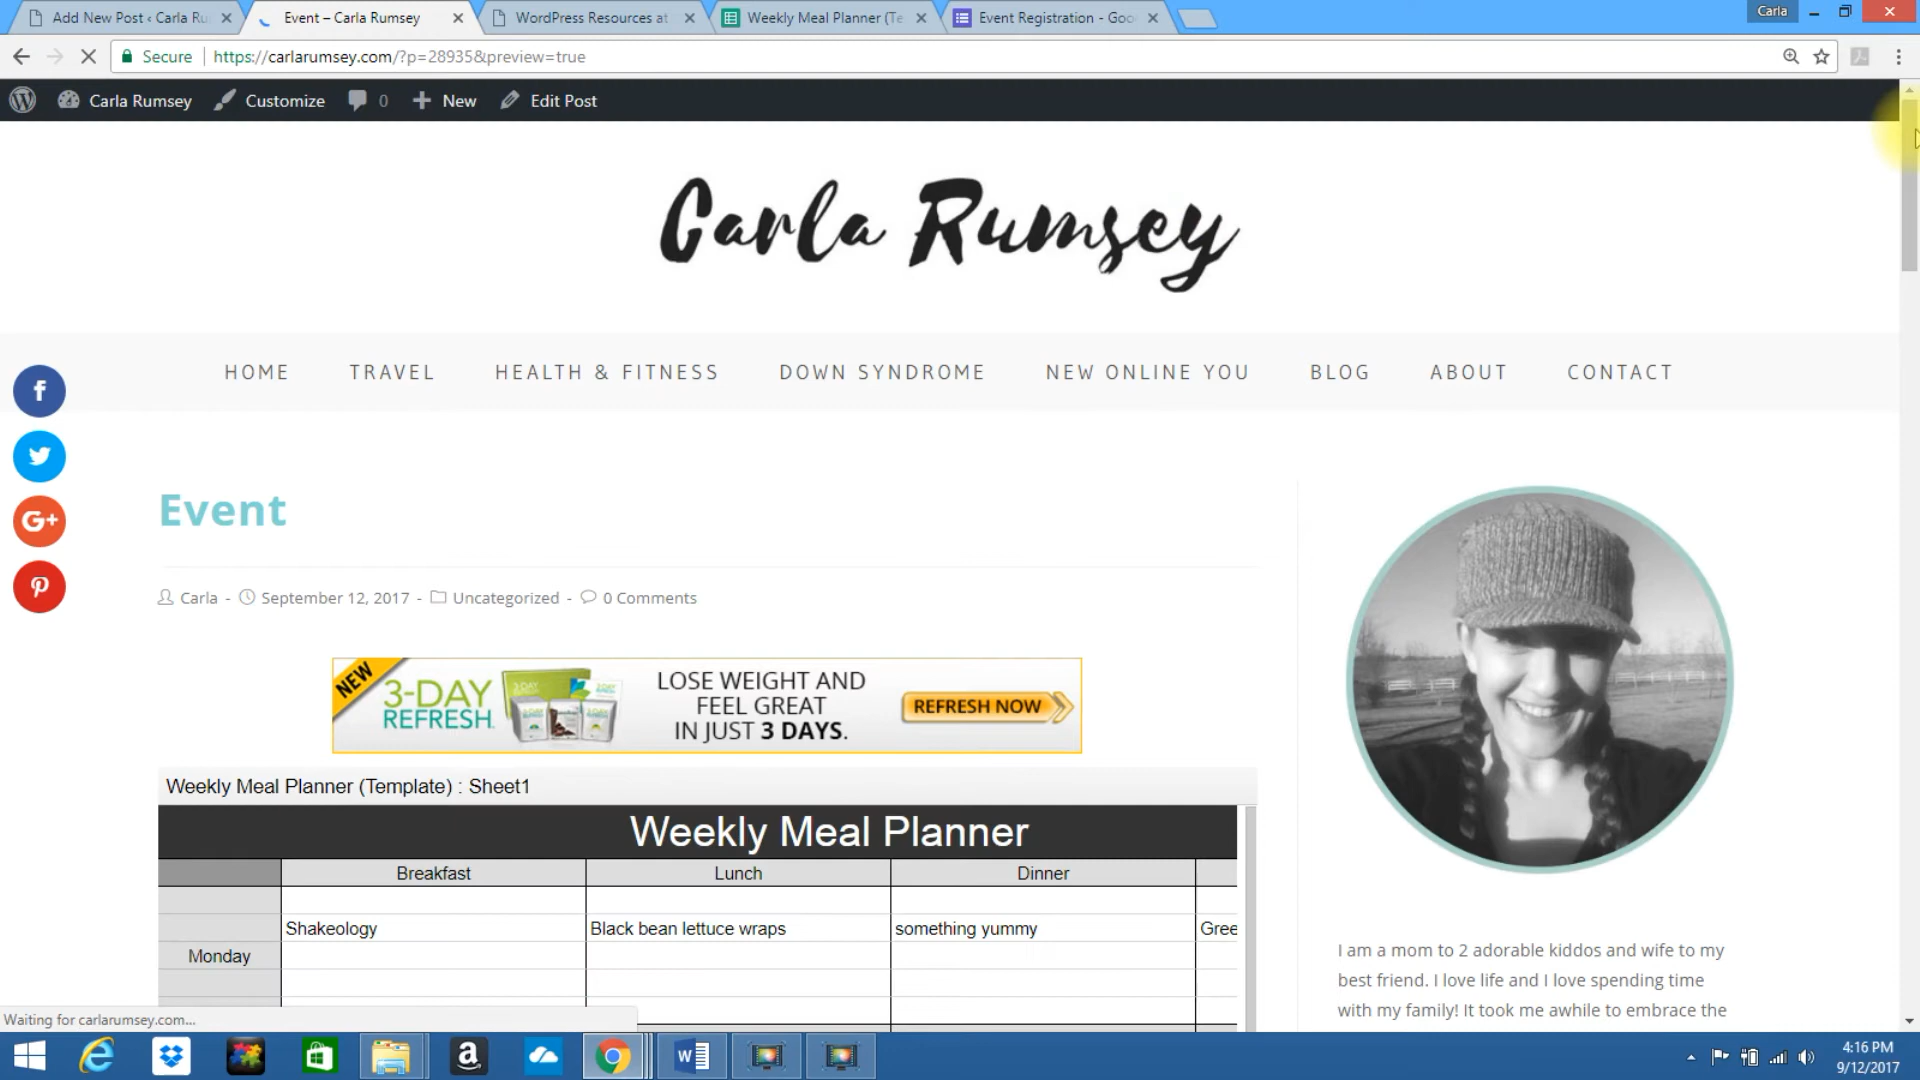 Add New Post ‹ Carla Ru
Event – Carla Rumsey
WordPress Resources at
Weekly Meal Planner (Te
Event Registration - Goo
Carla
Secure
https://carlarumsey.com/?p=28935&preview=true
Carla Rumsey
Customize
0
New
Edit Post
Carla Rumsey
HOME
TRAVEL
HEALTH & FITNESS
DOWN SYNDROME
NEW ONLINE YOU
BLOG
ABOUT
CONTACT
f
G+
Event
Carla - September 12, 2017 - Uncategorized - 0 Comments
NEW
3-DAY
REFRESH.
LOSE WEIGHT AND
FEEL GREAT
IN JUST 3 DAYS.
REFRESH NOW
Weekly Meal Planner (Template) : Sheet1
Weekly Meal Planner
Breakfast Lunch Dinner
Shakeology Black bean lettuce wraps something yummy Gree
Monday
I am a mom to 2 adorable kiddos and wife to my
best friend. I love life and I love spending time
with my family! It took me awhile to embrace the
Waiting for carlarumsey.com...
4:16 PM
9/12/2017